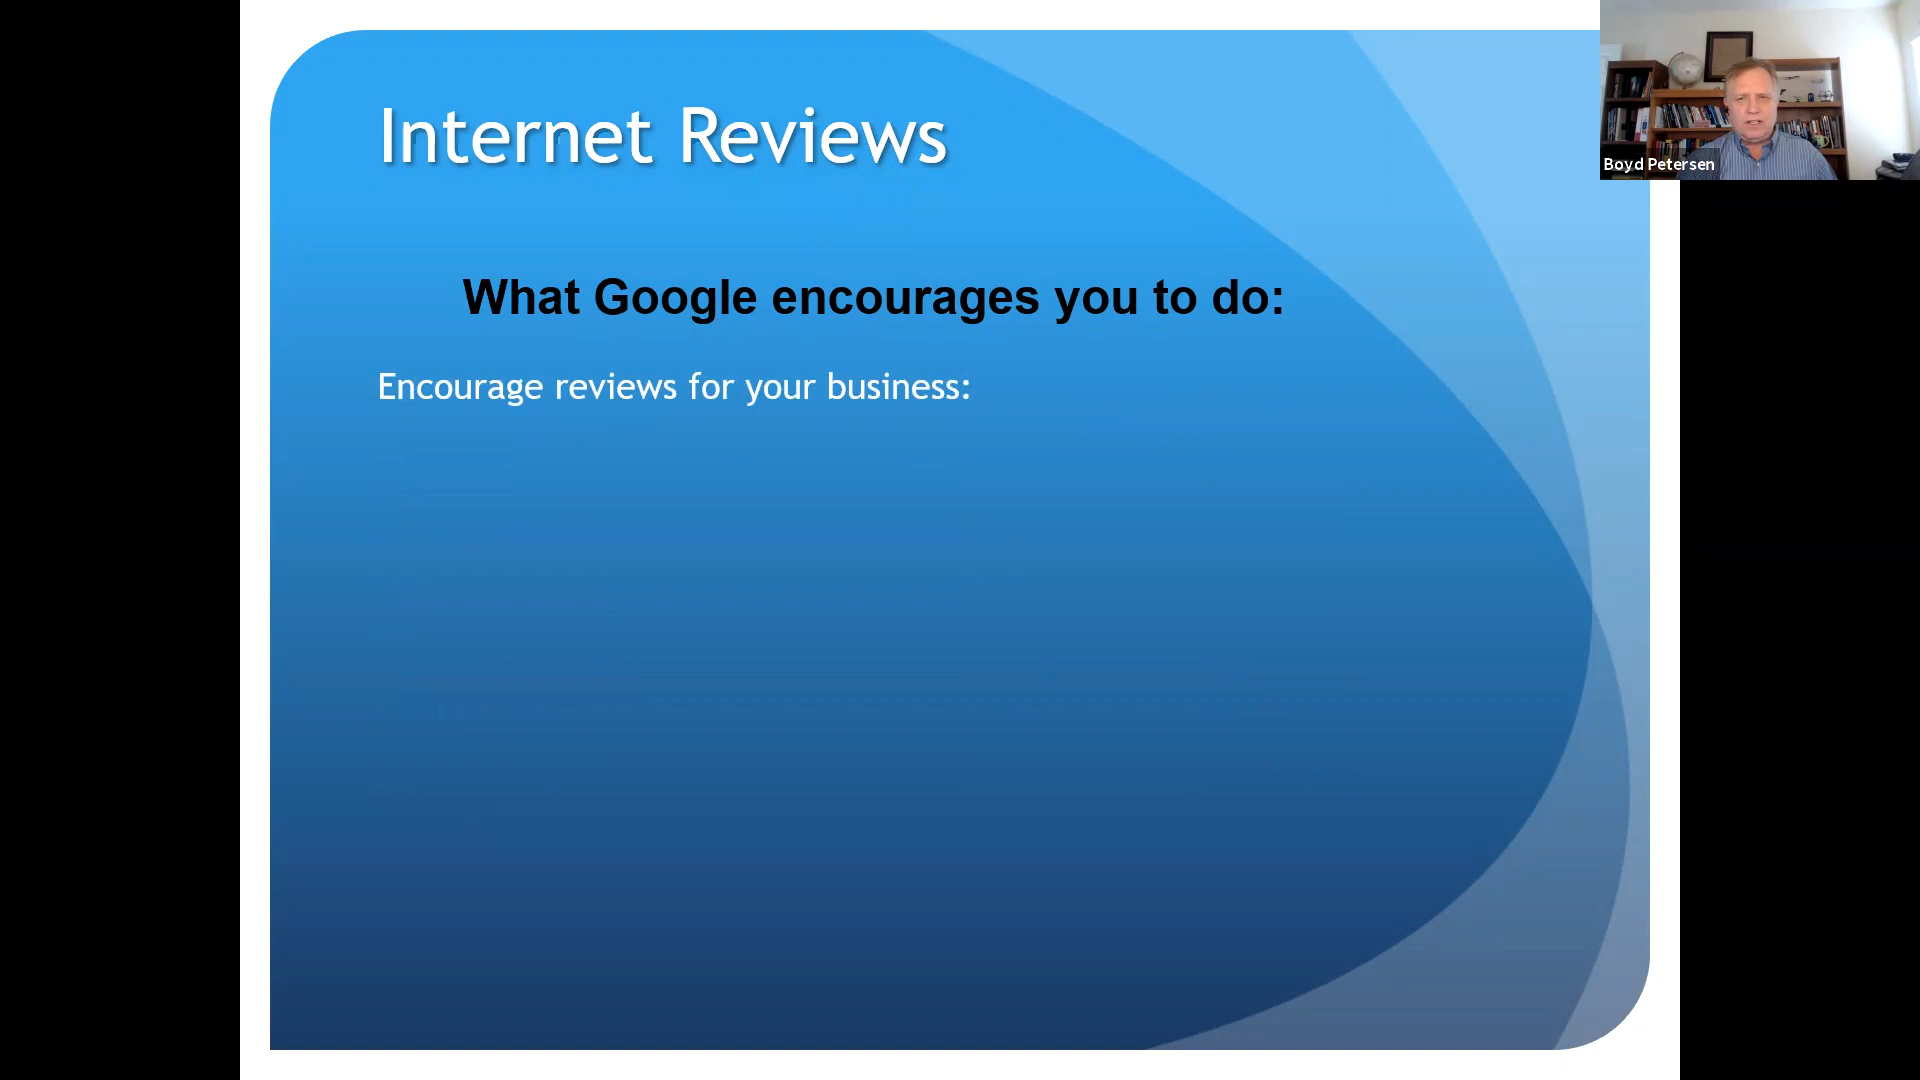 Internet Reviews
What Google encourages you to do:
Encourage reviews for your business:
Boyd Petersen